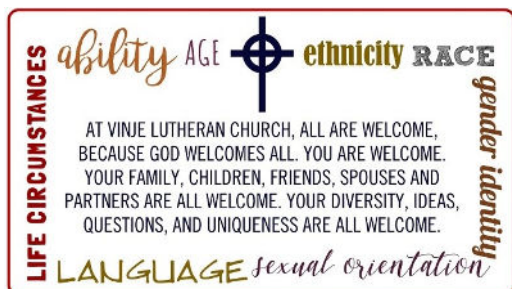 ability AGE ethnicity RACE
LIFE CIRCUMSTANCES
gender identity
AT VINJE LUTHERAN CHURCH, ALL ARE WELCOME,
BECAUSE GOD WELCOMES ALL. YOU ARE WELCOME.
YOUR FAMILY, CHILDREN, FRIENDS, SPOUSES AND
PARTNERS ARE ALL WELCOME. YOUR DIVERSITY, IDEAS,
QUESTIONS, AND UNIQUENESS ARE ALL WELCOME.
LANGUAGE sexual orientation